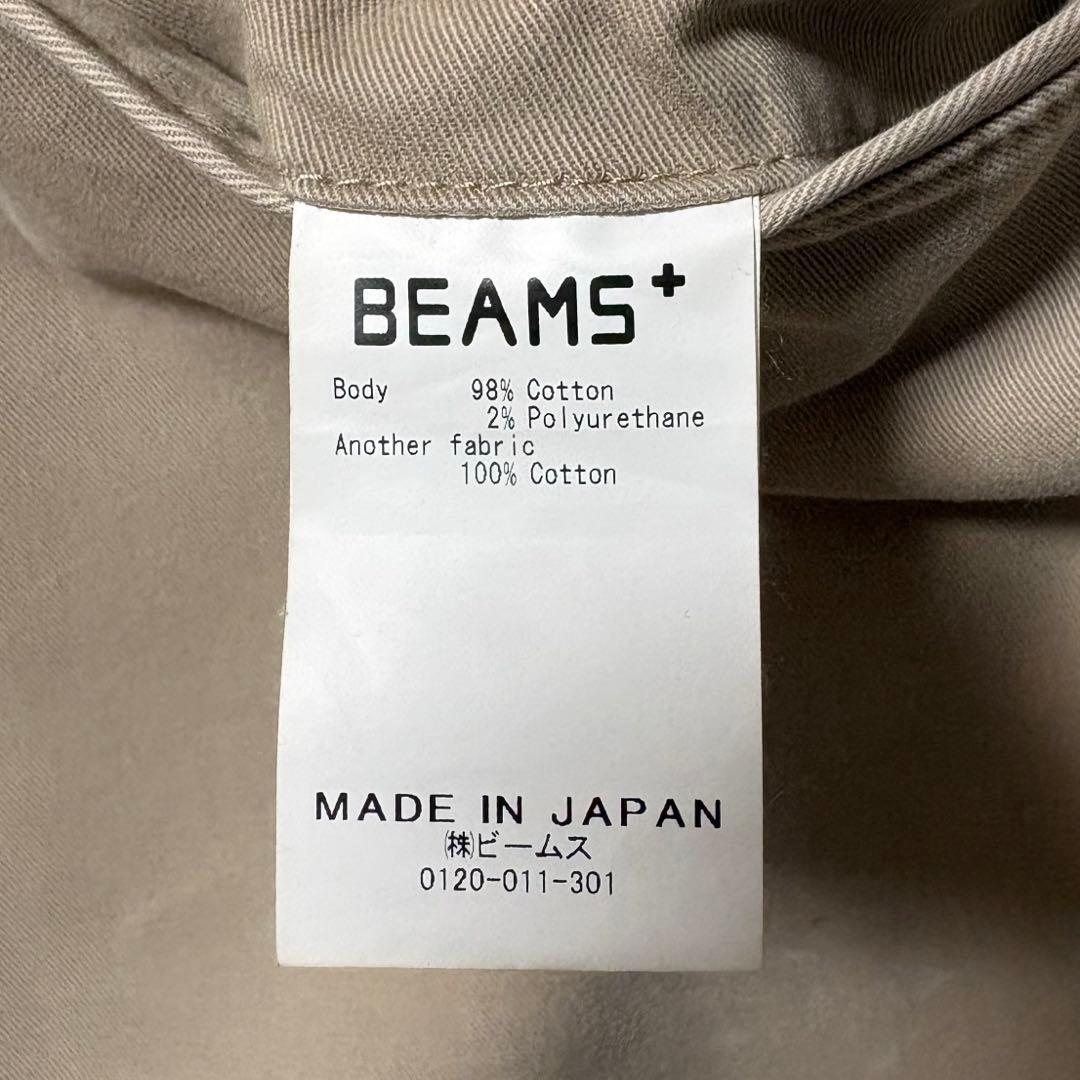 BEAMS+
Body 98% Cotton
2% Polyurethane
Another fabric
100% Cotton
MADE IN JAPAN
㈱ビームス
0120-011-301